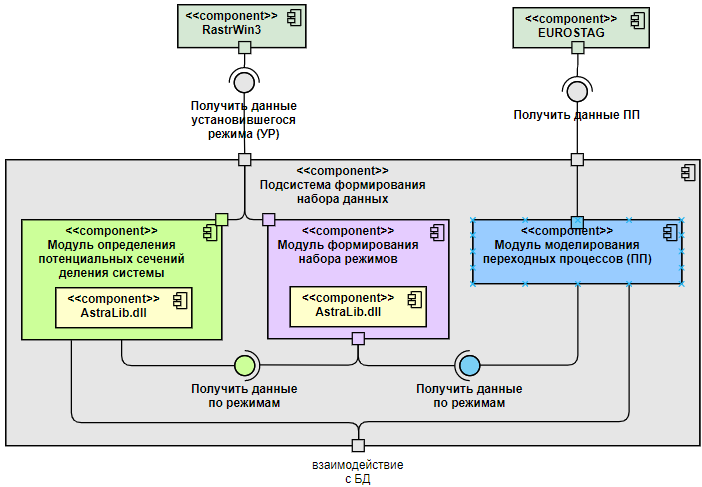 <<component>>
RastrWin3
<<component>>
EUROSTAG
Получить данные
установившегося
режима (УР)
Получить данные ПП
<<component>>
Подсистема формирования
набора данных
<<component>>
Модуль определения
потенциальных сечений
деления системы
<<component>>
AstraLib.dll
<<component>>
Модуль формирования
набора режимов
<<component>>
AstraLib.dll
<<component>>
Модуль моделирования
переходных процессов (ПП)
Получить данные
по режимам
Получить данные
по режимам
взаимодействие
с БД